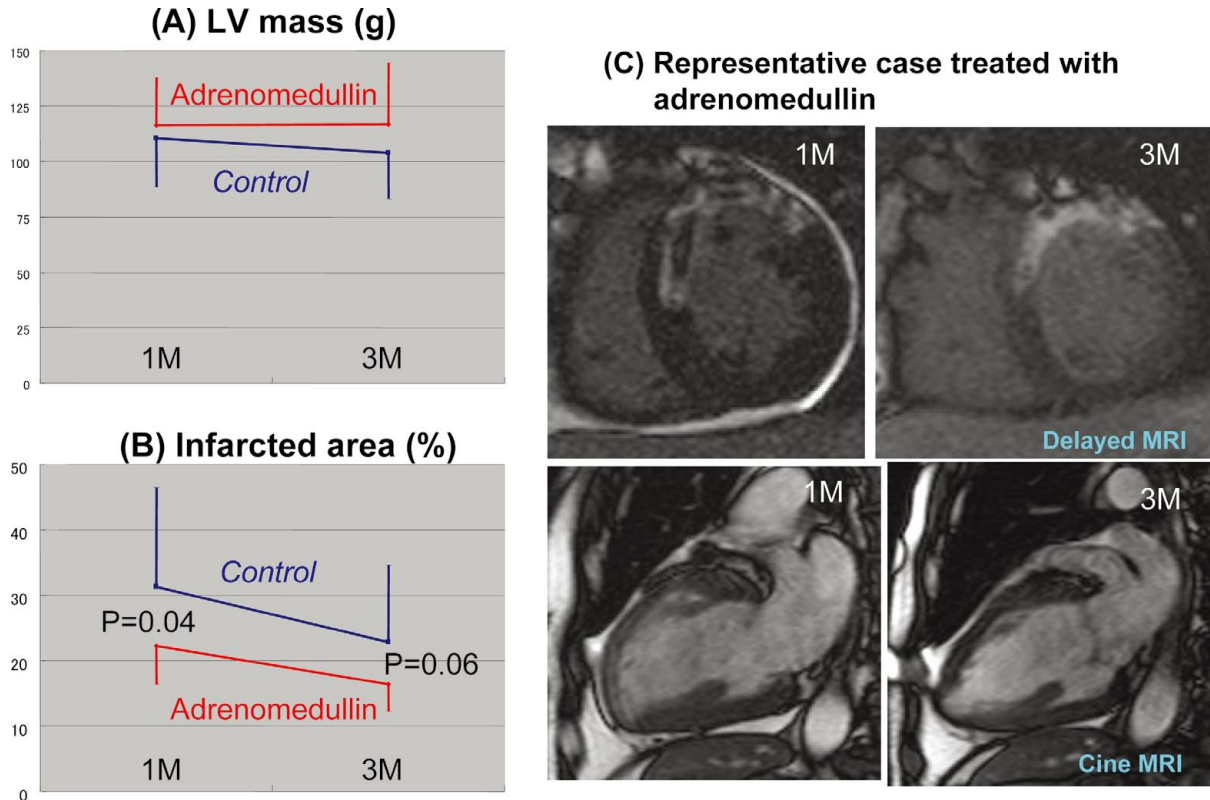 (A) LV mass (g)
150
125
100
75
50
25
0
Adrenomedullin
Control
1M 3M
(B) Infarcted area (%)
50
40
30
20
10
0
Control
P=0.04
P=0.06
Adrenomedullin
1M 3M
(C) Representative case treated with
adrenomedullin
1M 3M
Delayed MRI
1M 3M
Cine MRI